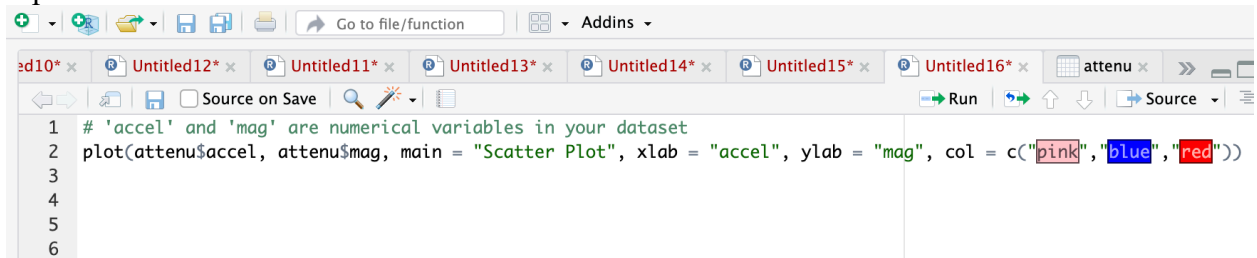 Go to file/function
Addins
ed10* Untitled12* Untitled11* Untitled13* Untitled14* Untitled15* Untitled16* attenu
Source on Save Run Source
1 # 'accel' and 'mag' are numerical variables in your dataset
2 plot(attenu$accel, attenu$mag, main = "Scatter Plot", xlab = "accel", ylab = "mag", col = c("pink","blue","red"))
3
4
5
6